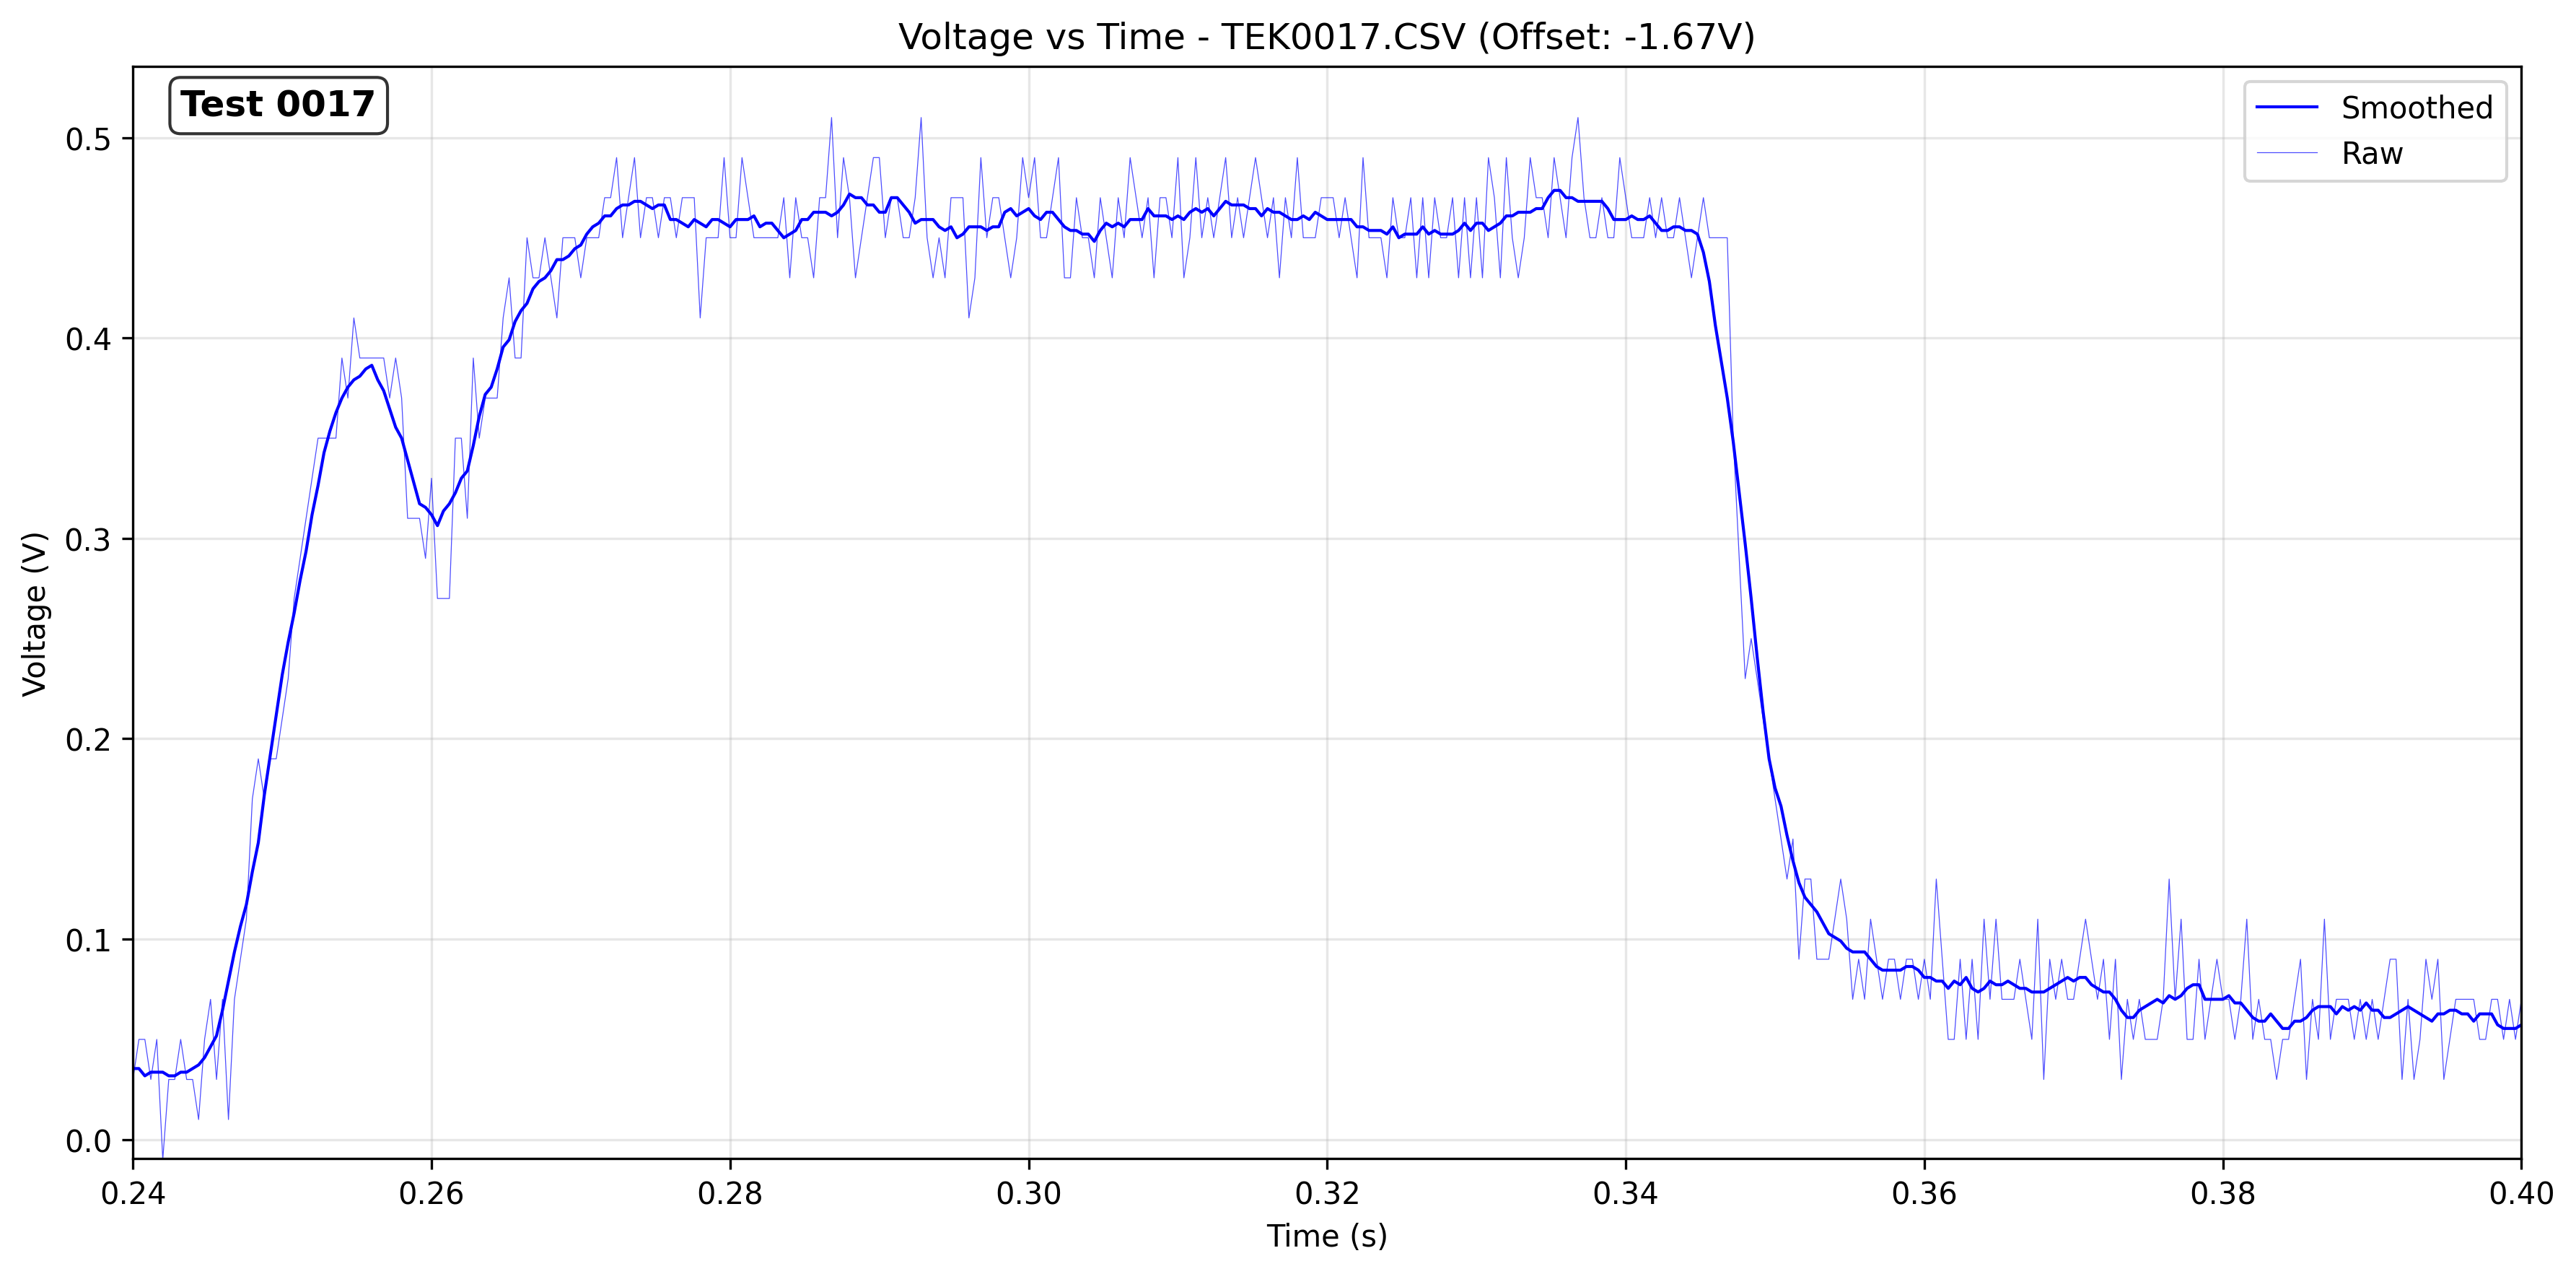 Voltage vs Time - TEK0017.CSV (Offset: -1.67V)
Test 0017
Smoothed
Raw
0.5
0.4
0.3
0.2
0.1
0.0
Voltage (V)
0.24 0.26 0.28 0.30 0.32 0.34 0.36 0.38 0.40
Time (s)